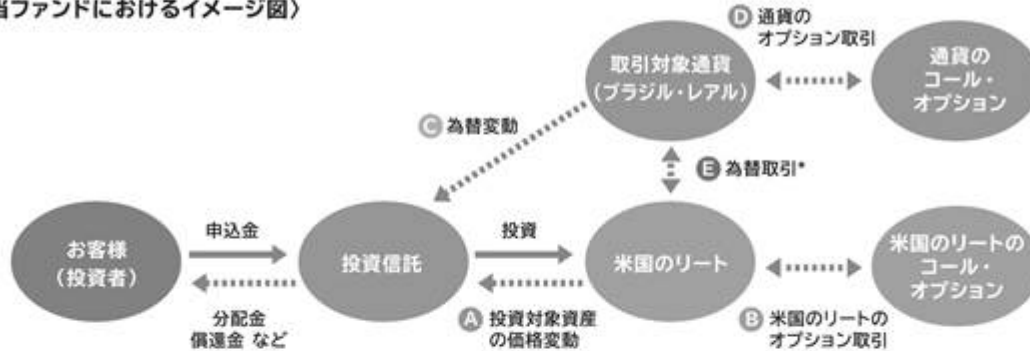 当ファンドにおけるイメージ図〉
D 通貨の
オプション取引
取引対象通貨
(ブラジル・レアル)
通貨の
コール・
オプション
C 為替変動
E 為替取引*
お客様
(投資者)
申込金
分配金
償還金 など
投資信託
投資
A 投資対象資産
の価格変動
米国のリート
B 米国のリートの
オプション取引
米国のリートの
コール・
オプション